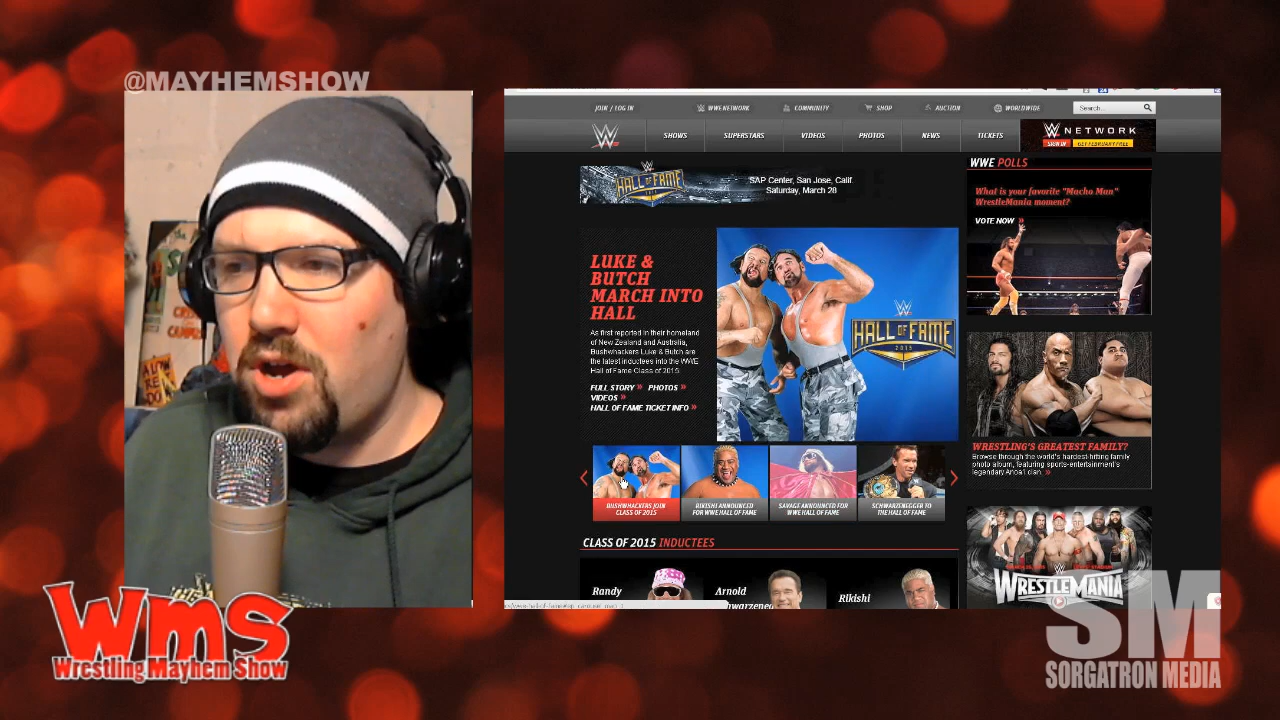 @MAYHEMSHOW
JOIN / LOG IN
WWE NETWORK
COMMUNITY
SHOP
AUCTION
WORLDWIDE
Search...
SHOWS
SUPERSTARS
VIDEOS
PHOTOS
NEWS
TICKETS
NETWORK
SIGN IN
GET FEBRUARY FREE
HALL OF FAME
2015
SAP Center, San Jose, Calif.
Saturday, March 28
WWE POLLS
What is your favorite "Macho Man"
WrestleMania moment?
VOTE NOW
LUKE &
BUTCH
MARCH INTO
HALL
As first reported in their homeland
of New Zealand and Australia,
Bushwhackers Luke & Butch are
the latest inductees into the WWE
Hall of Fame Class of 2015.
FULL STORY PHOTOS
VIDEOS
HALL OF FAME TICKET INFO
HALL OF FAME
2015
WRESTLING'S GREATEST FAMILY?
Browse through the world's hardest-hitting family
photo album, featuring sports-entertainment's
legendary Anoa'i clan.
BUSHWHACKERS JOIN
CLASS OF 2015
RIKISHI ANNOUNCED
FOR WWE HALL OF FAME
SAVAGE ANNOUNCED FOR
WWE HALL OF FAME
SCHWARZENEGGER TO
THE HALL OF FAME
CLASS OF 2015 INDUCTEES
Randy
Arnold
Rikishi
WRESTLEMANIA
WMS
Wrestling Mayhem Show
SM
SORGATRON MEDIA